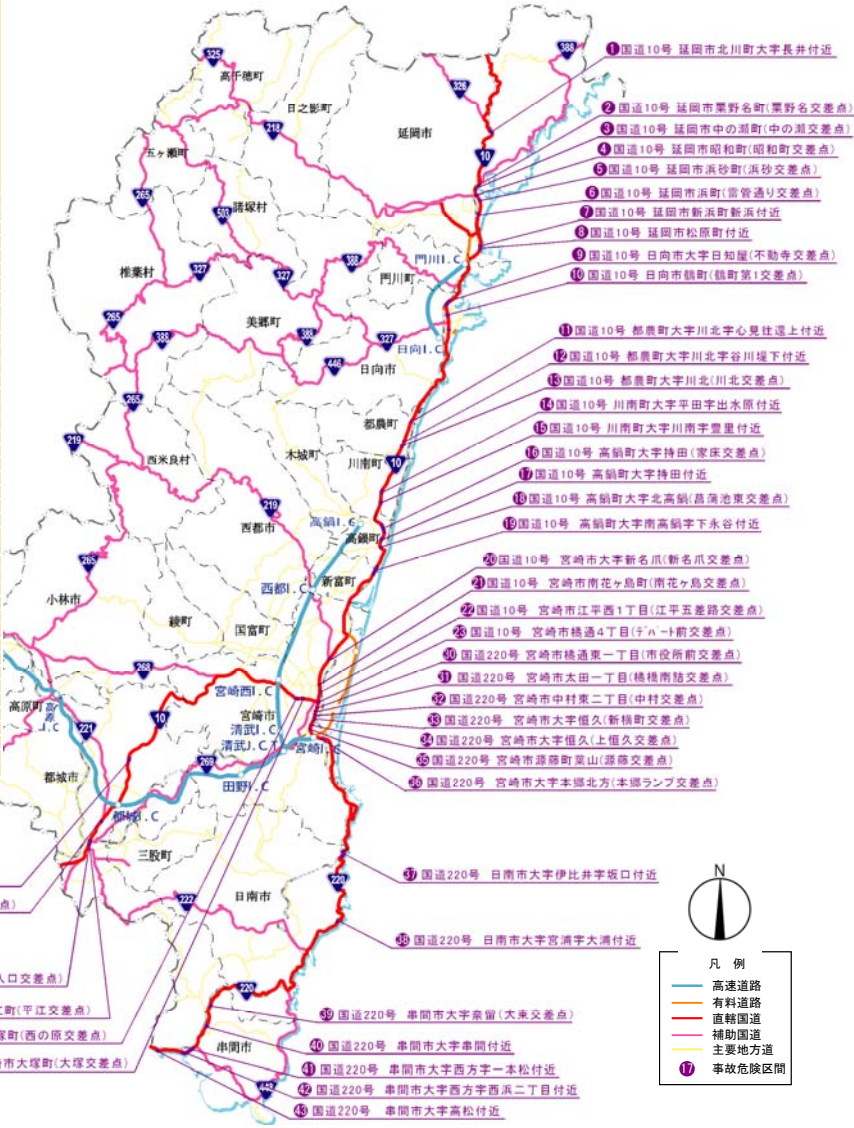 ①国道10号 延岡市北川町大字長井付近
②国道10号 延岡市粟野名町(粟野名交差点)
③国道10号 延岡市中の瀬町(中の瀬交差点)
④国道10号 延岡市昭和町(昭和町交差点)
⑤国道10号 延岡市浜砂町(浜砂交差点)
⑥国道10号 延岡市浜町(雷管通り交差点)
⑦国道10号 延岡市新浜町新浜付近
⑧国道10号 延岡市松原町付近
⑨国道10号 日向市大字日知屋(不動寺交差点)
⑩国道10号 日向市鶴町(鶴町第1交差点)
⑪国道10号 都農町大字川北字心見往還上付近
⑫国道10号 都農町大字川北字谷川堤下付近
⑬国道10号 都農町大字川北(川北交差点)
⑭国道10号 川南町大字平田字出水原付近
⑮国道10号 川南町大字川南字豊里付近
⑯国道10号 高鍋町大字持田(家床交差点)
⑰国道10号 高鍋町大字持田付近
⑱国道10号 高鍋町大字北高鍋(菖蒲池東交差点)
⑲国道10号 高鍋町大字南高鍋字下永谷付近
⑳国道10号 宮崎市大字新名爪(新名爪交差点)
㉑国道10号 宮崎市南花ヶ島町(南花ヶ島交差点)
㉒国道10号 宮崎市江平西1丁目(江平五差路交差点)
㉓国道10号 宮崎市橘通4丁目(デパート前交差点)
㉚国道220号 宮崎市橘通東一丁目(市役所前交差点)
㉛国道220号 宮崎市太田一丁目(橘橋南詰交差点)
㉜国道220号 宮崎市中村東二丁目(中村交差点)
㉝国道220号 宮崎市大字恒久(新横町交差点)
㉞国道220号 宮崎市大字恒久(上恒久交差点)
㉟国道220号 宮崎市源藤町葉山(源藤交差点)
㊱国道220号 宮崎市大字本郷北方(本郷ランプ交差点)
㊲国道220号 日南市大字伊比井字坂口付近
㊳国道220号 日南市大字宮浦字大浦付近
㊴国道220号 串間市大字奈留(大東交差点)
㊵国道220号 串間市大字串間付近
㊶国道220号 串間市大字西方字一本松付近
㊷国道220号 串間市大字西方字西浜二丁目付近
㊸国道220号 串間市大字高松付近
点)
入口交差点)
江町(平江交差点)
塚町(西の原交差点)
市大塚町(大塚交差点)
325
高千穂町
日之影町
388
326
延岡市
218
10
五ヶ瀬町
265
503
諸塚村
門川I.C
椎葉村
327
327
388
門川町
美郷町
265
388
388
327
日向I.C
446
日向市
265
都農町
219
西米良村
木城町
川南町
10
219
西都市
高鍋I.C
高鍋町
265
西都I.C
新富町
小林市
綾町
国富町
268
宮崎西I.C
高原町
高原I.C
10
宮崎市
清武I.C
221
清武J.CT
宮崎I.C
都城市
269
田野I.C
都城I.C
三股町
日南市
222
220
220
串間市
448
N
凡 例
高速道路
有料道路
直轄国道
補助国道
主要地方道
⑰ 事故危険区間